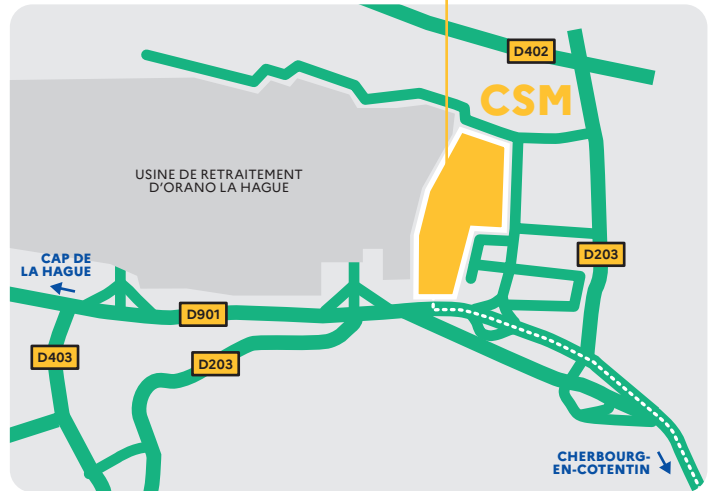 D402
CSM
USINE DE RETRAITEMENT
D'ORANO LA HAGUE
CAP DE
LA HAGUE
D203
D901
D403
D203
CHERBOURG-
EN-COTENTIN